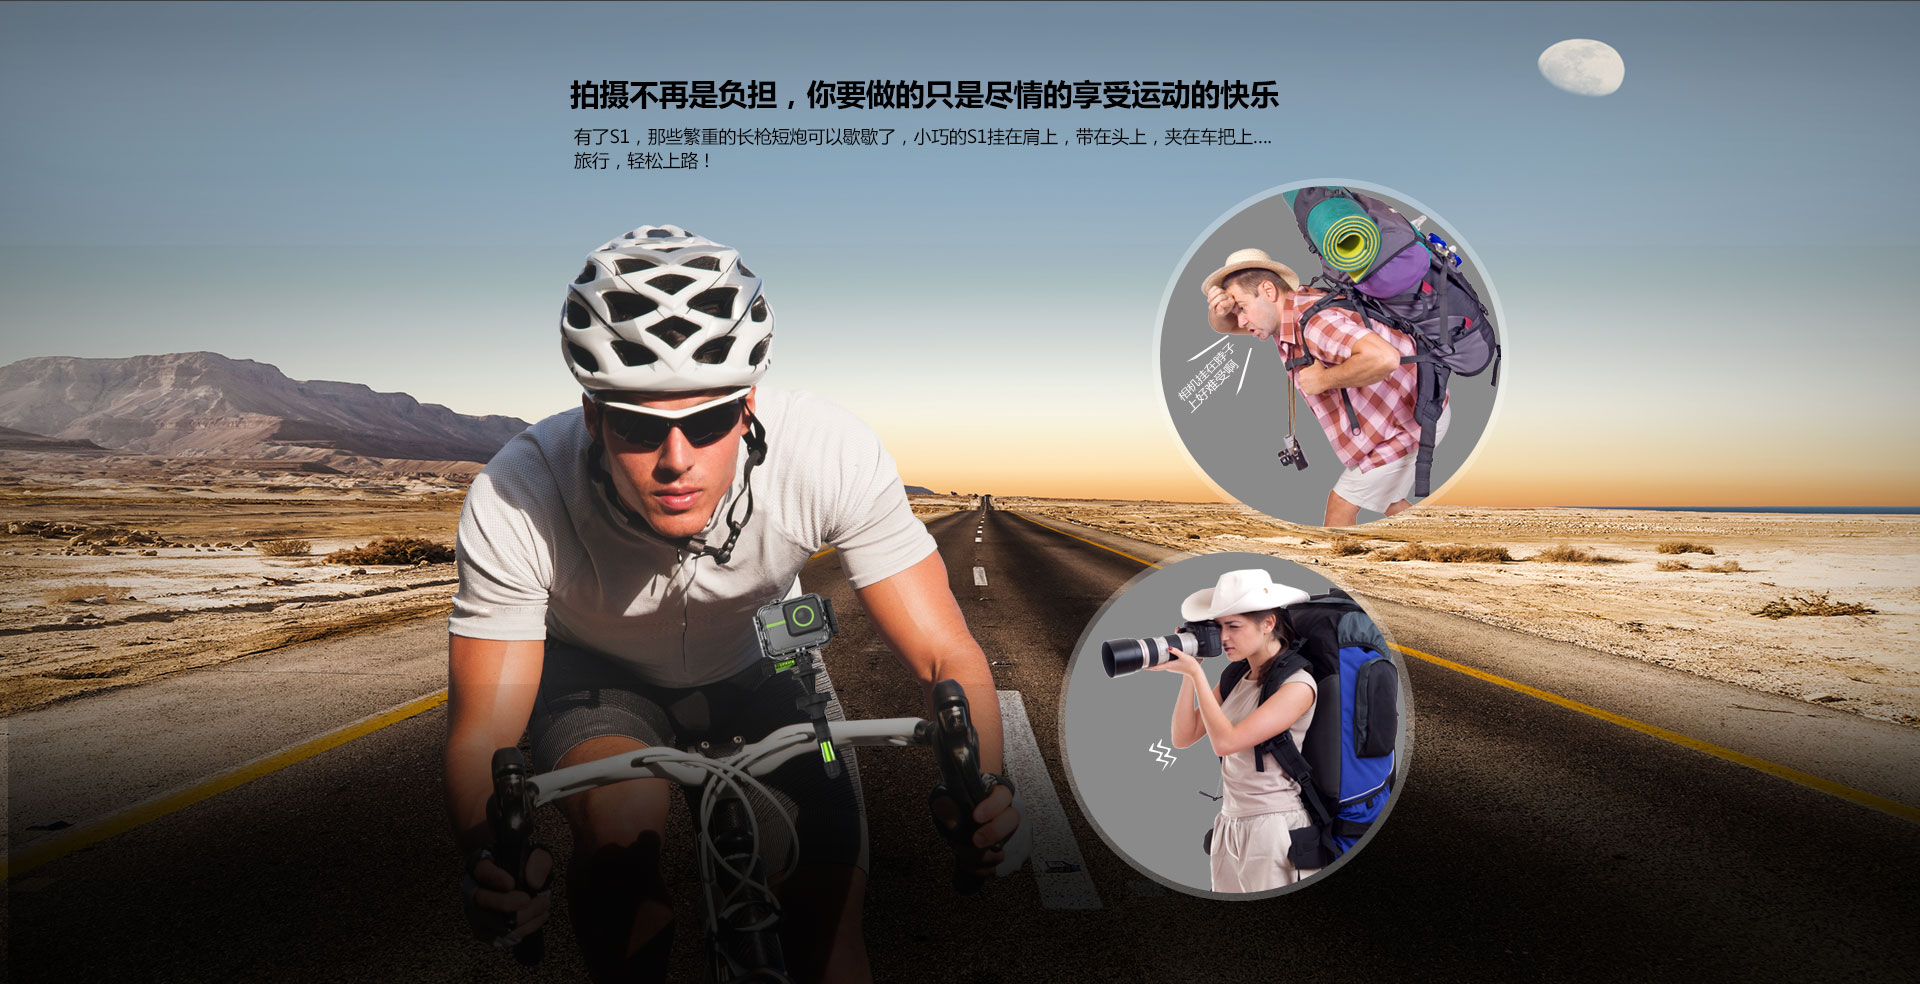 拍摄不再是负担，你要做的只是尽情的享受运动的快乐
有了S1，那些繁重的长枪短炮可以歇歇了，小巧的S1挂在肩上，带在头上，夹在车把上....
旅行，轻松上路！
相机挂在脖子
上好难受啊